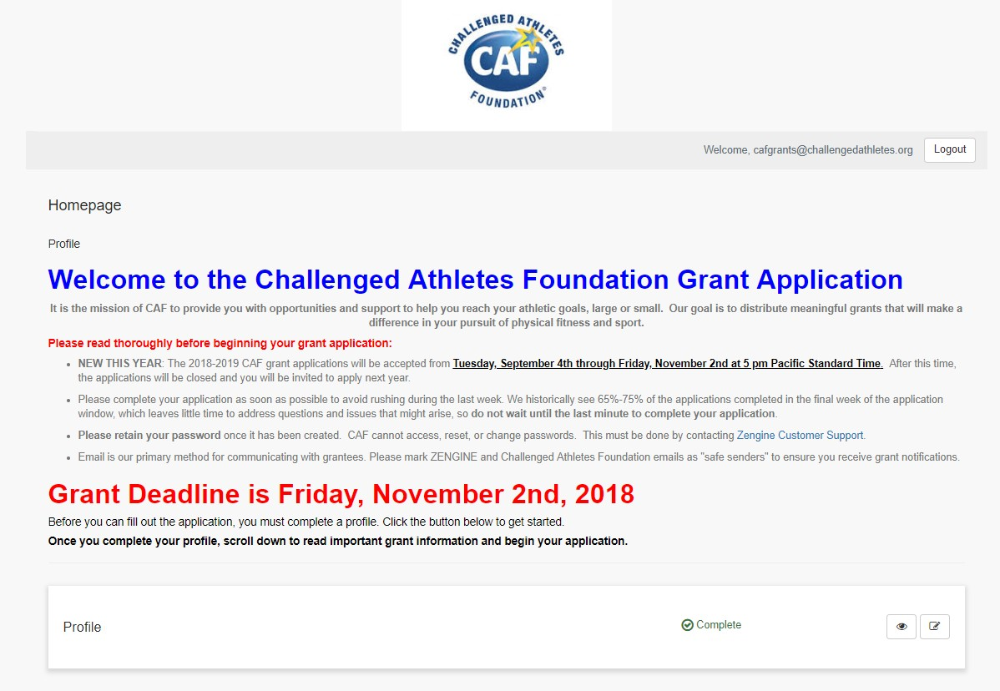 CHALLENGED ATHLETES
CAF
FOUNDATION®
Welcome, cafgrants@challengedathletes.org
Logout
Homepage
Profile
Welcome to the Challenged Athletes Foundation Grant Application
It is the mission of CAF to provide you with opportunities and support to help you reach your athletic goals, large or small.  Our goal is to distribute meaningful grants that will make a
difference in your pursuit of physical fitness and sport.
Please read thoroughly before beginning your grant application:
• NEW THIS YEAR: The 2018-2019 CAF grant applications will be accepted from Tuesday, September 4th through Friday, November 2nd at 5 pm Pacific Standard Time.  After this time,
the applications will be closed and you will be invited to apply next year.
• Please complete your application as soon as possible to avoid rushing during the last week. We historically see 65%-75% of the applications completed in the final week of the application
window, which leaves little time to address questions and issues that might arise, so do not wait until the last minute to complete your application.
• Please retain your password once it has been created.  CAF cannot access, reset, or change passwords.  This must be done by contacting Zengine Customer Support.
• Email is our primary method for communicating with grantees. Please mark ZENGINE and Challenged Athletes Foundation emails as "safe senders" to ensure you receive grant notifications.
Grant Deadline is Friday, November 2nd, 2018
Before you can fill out the application, you must complete a profile. Click the button below to get started.
Once you complete your profile, scroll down to read important grant information and begin your application.
Profile
Complete